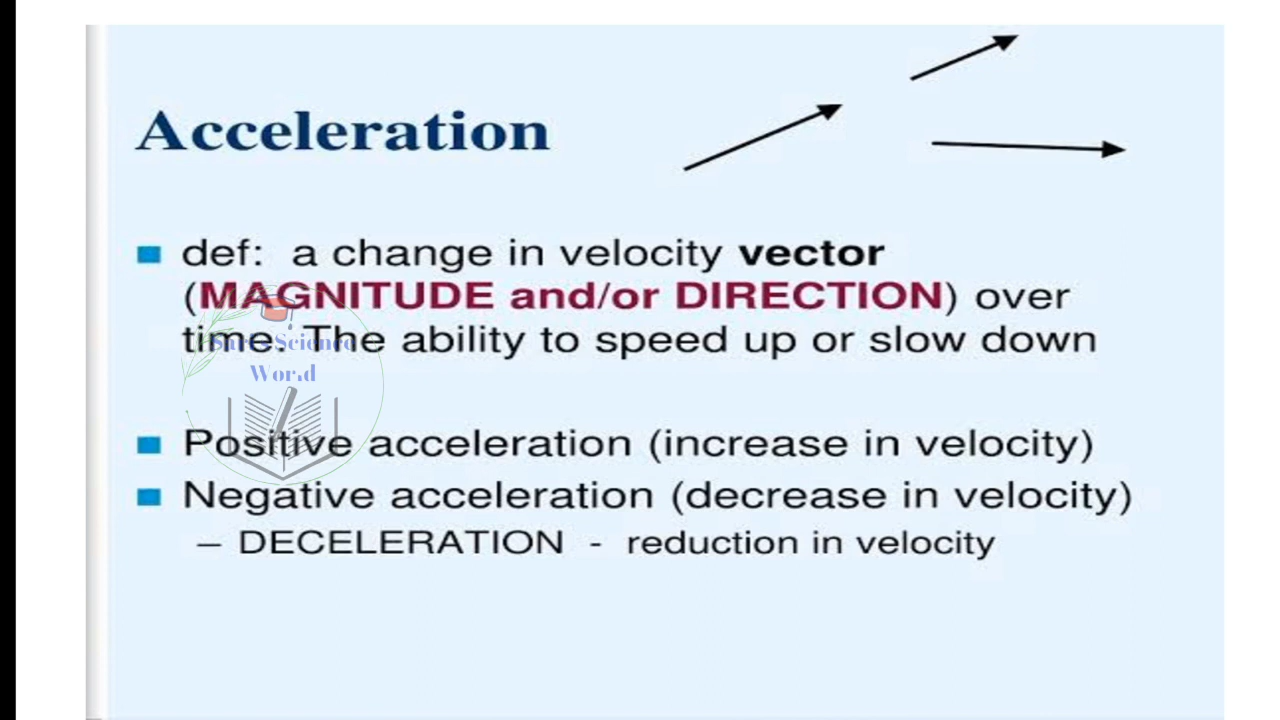 Acceleration
def: a change in velocity vector
(MAGNITUDE and/or DIRECTION) over
time. The ability to speed up or slow down
Science
World
Positive acceleration (increase in velocity)
Negative acceleration (decrease in velocity)
– DECELERATION - reduction in velocity